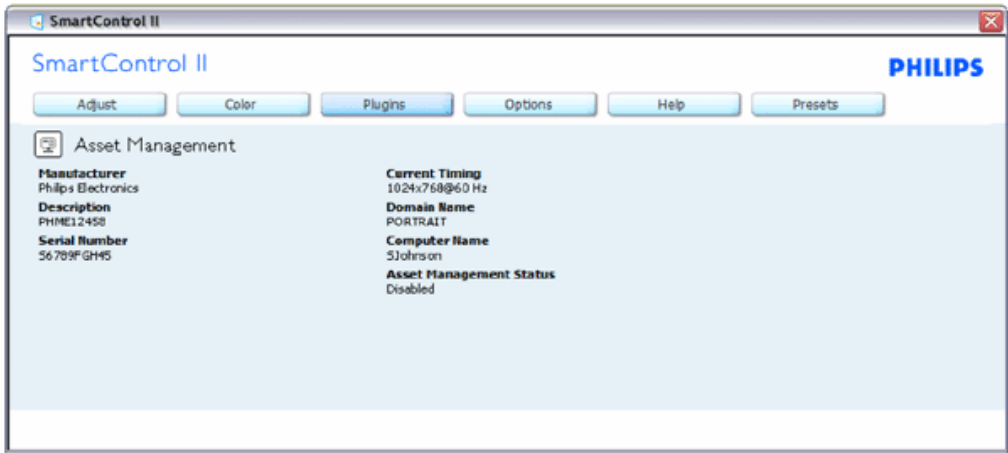 SmartControl II
SmartControl II
PHILIPS
Adjust Color Plugins Options Help Presets
Asset Management
Manufacturer
Philips Electronics
Description
PHME12458
Serial Number
56789FGH45
Current Timing
1024x768@60 Hz
Domain Name
PORTRAIT
Computer Name
SJohnson
Asset Management Status
Disabled